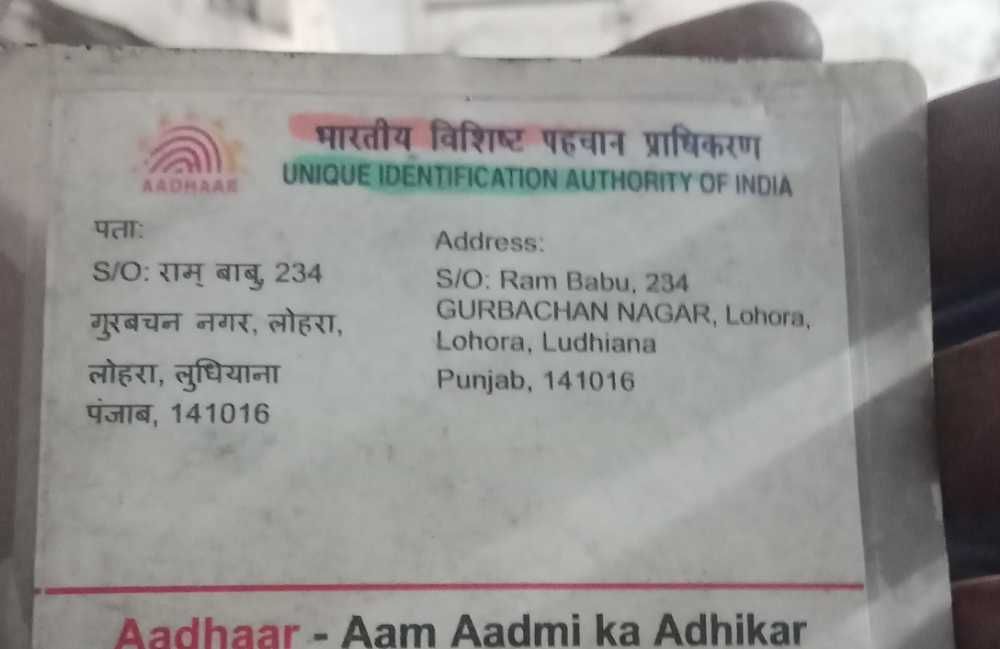 भारतीय विशिष्ट पहचान प्राधिकरण
UNIQUE IDENTIFICATION AUTHORITY OF INDIA
AADHAAR
पता:
S/O: राम् बाबु, 234
गुरबचन नगर, लोहरा,
लोहरा, लुधियाना
पंजाब, 141016
Address:
S/O: Ram Babu, 234
GURBACHAN NAGAR, Lohora,
Lohora, Ludhiana
Punjab, 141016
Aadhaar - Aam Aadmi ka Adhikar